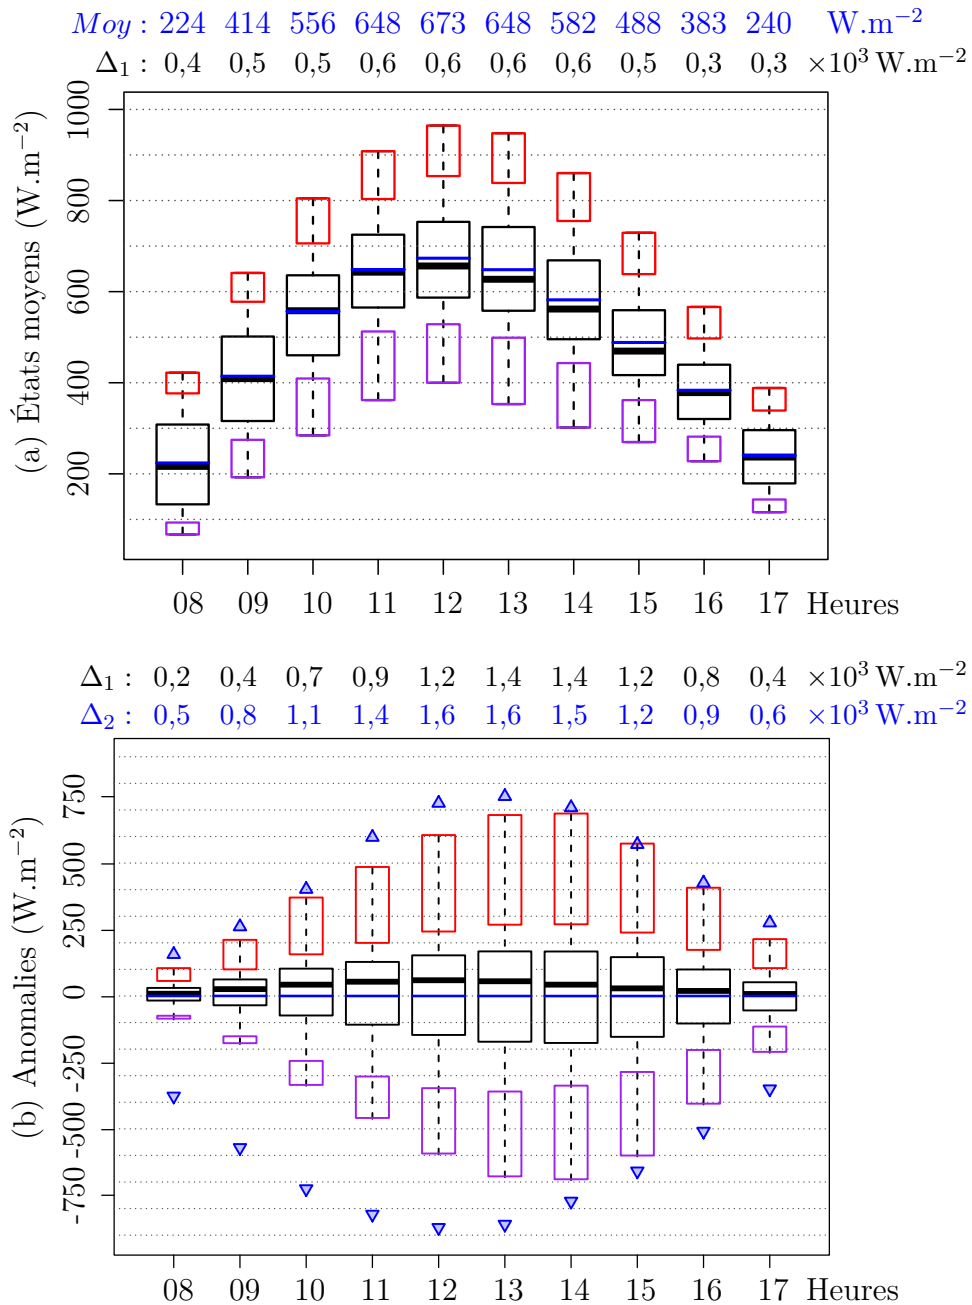 Moy : 224 414 556 648 673 648 582 488 383 240 W.m⁻²
Δ₁ : 0,4 0,5 0,5 0,6 0,6 0,6 0,6 0,5 0,3 0,3 ×10³ W.m⁻²
(a) États moyens (W.m⁻²)
1000
800
600
400
200
08 09 10 11 12 13 14 15 16 17 Heures
Δ₁ : 0,2 0,4 0,7 0,9 1,2 1,4 1,4 1,2 0,8 0,4 ×10³ W.m⁻²
Δ₂ : 0,5 0,8 1,1 1,4 1,6 1,6 1,5 1,2 0,9 0,6 ×10³ W.m⁻²
(b) Anomalies (W.m⁻²)
750
500
250
0
-250
-500
-750
08 09 10 11 12 13 14 15 16 17 Heures